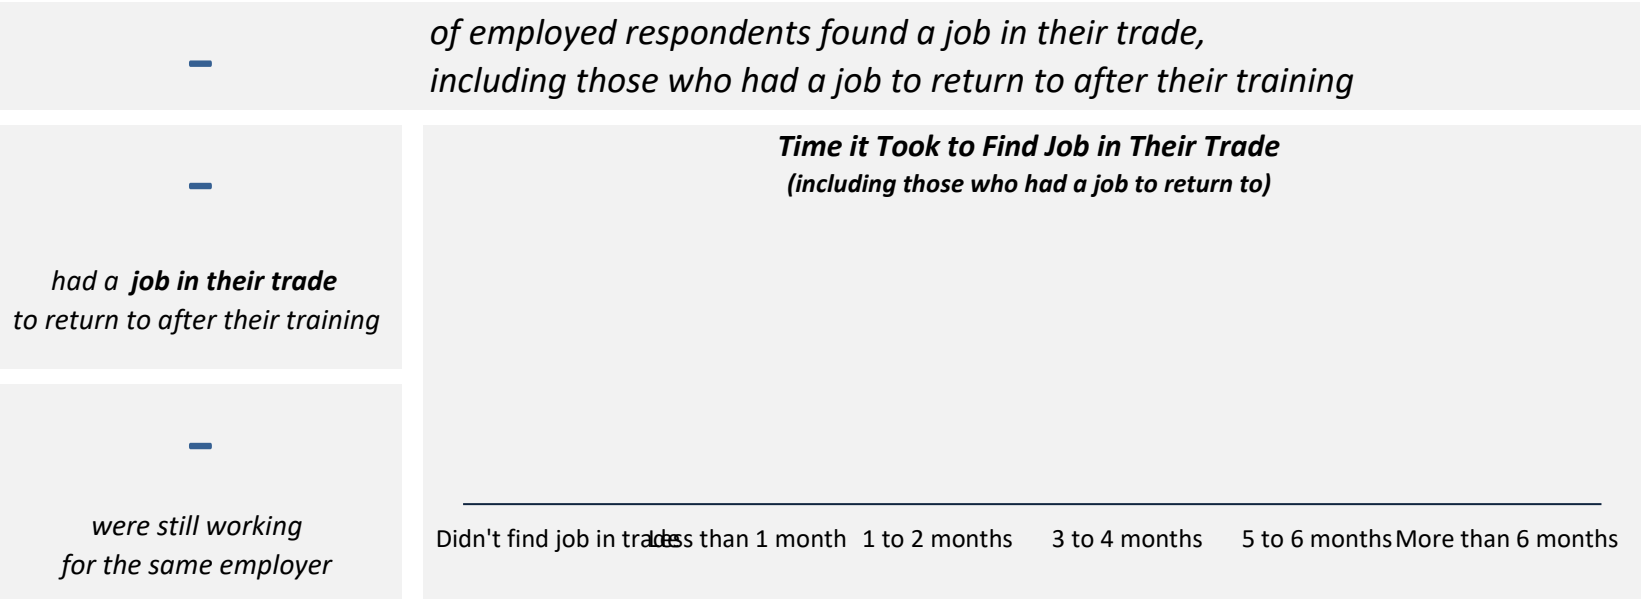 –
of employed respondents found a job in their trade,
including those who had a job to return to after their training
–
had a job in their trade
to return to after their training
–
were still working
for the same employer
Time it Took to Find Job in Their Trade
(including those who had a job to return to)
Didn't find job in trade Less than 1 month 1 to 2 months 3 to 4 months 5 to 6 months More than 6 months